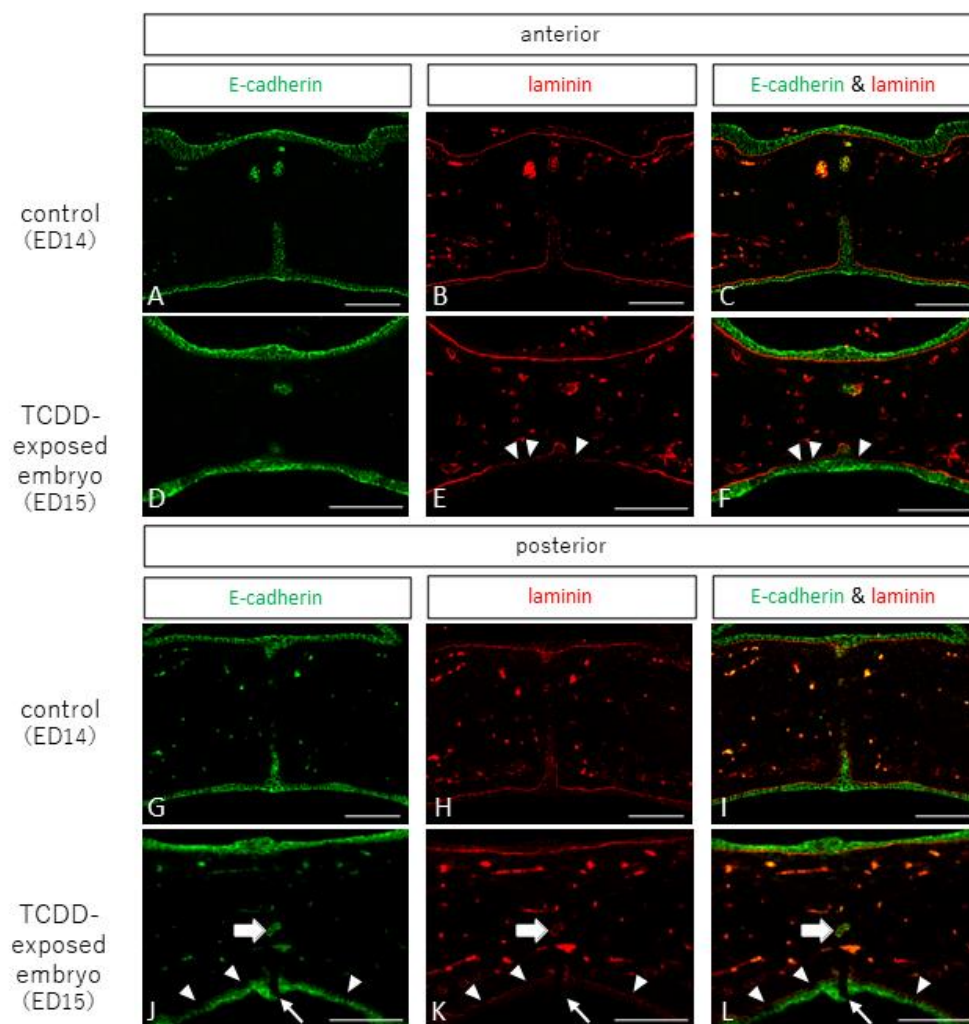 anterior
E-cadherin
laminin
E-cadherin & laminin
control
(ED14)
A
B
C
TCDD-
exposed
embryo
(ED15)
D
E
F
posterior
E-cadherin
laminin
E-cadherin & laminin
control
(ED14)
G
H
I
TCDD-
exposed
embryo
(ED15)
J
K
L